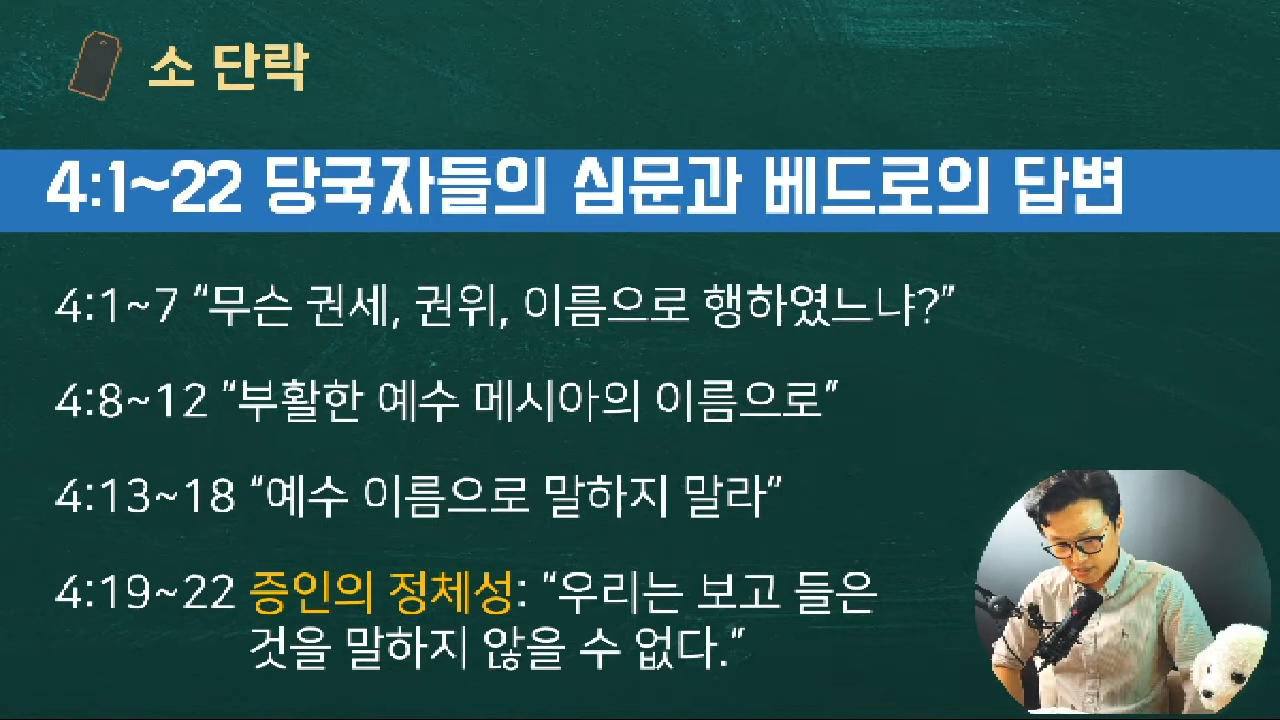 소 단락
4:1~22 당국자들의 심문과 베드로의 답변
4:1~7 “무슨 권세, 권위, 이름으로 행하였느냐?”
4:8~12 “부활한 예수 메시아의 이름으로”
4:13~18 “예수 이름으로 말하지 말라”
4:19~22 증인의 정체성: “우리는 보고 들은
것을 말하지 않을 수 없다.”